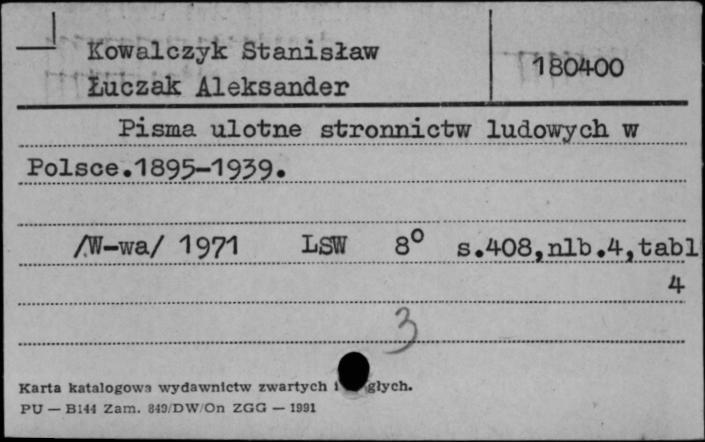 Kowalczyk Stanisław
Łuczak Aleksander
180400
Pisma ulotne stronnictw ludowych w
Polsce.1895-1939.
/W-wa/ 1971 LSW 8° s.408,nlb.4,tabl
4
3
Karta katalogowa wydawnictw zwartych i głych.
PU — B144 Zam. 849/DW/On ZGG — 1991